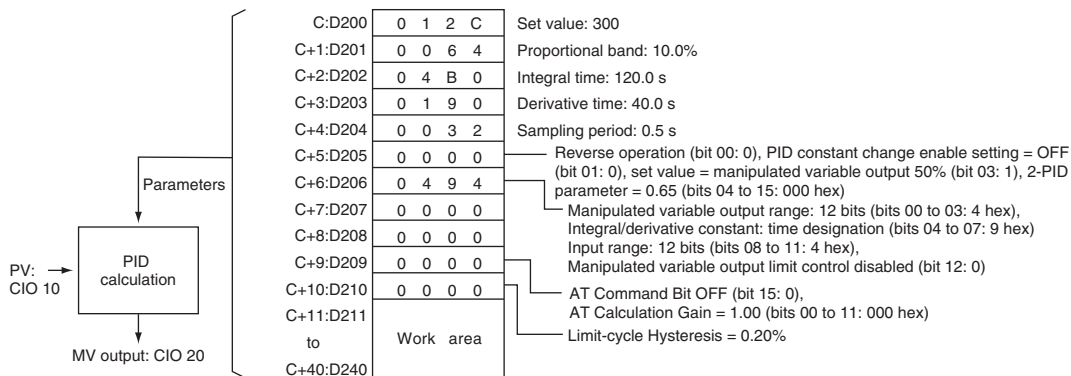 C:D200 0 1 2 C Set value: 300
C+1:D201 0 0 6 4 Proportional band: 10.0%
C+2:D202 0 4 B 0 Integral time: 120.0 s
C+3:D203 0 1 9 0 Derivative time: 40.0 s
C+4:D204 0 0 3 2 Sampling period: 0.5 s
C+5:D205 0 0 0 0
Reverse operation (bit 00: 0), PID constant change enable setting = OFF
(bit 01: 0), set value = manipulated variable output 50% (bit 03: 1), 2-PID
parameter = 0.65 (bits 04 to 15: 000 hex)
C+6:D206 0 4 9 4
Manipulated variable output range: 12 bits (bits 00 to 03: 4 hex),
Integral/derivative constant: time designation (bits 04 to 07: 9 hex)
Input range: 12 bits (bits 08 to 11: 4 hex),
Manipulated variable output limit control disabled (bit 12: 0)
C+7:D207 0 0 0 0
C+8:D208 0 0 0 0
C+9:D209 0 0 0 0
AT Command Bit OFF (bit 15: 0),
AT Calculation Gain = 1.00 (bits 00 to 11: 000 hex)
C+10:D210 0 0 0 0
Limit-cycle Hysteresis = 0.20%
C+11:D211
to
C+40:D240
Work area
Parameters
PV:
CIO 10
PID
calculation
MV output: CIO 20